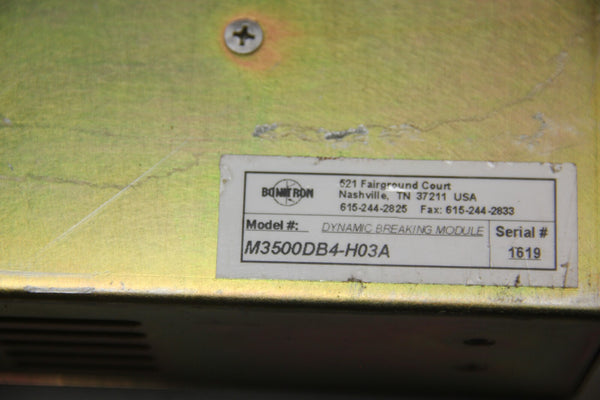 BONITRON
521 Fairground Court
Nashville, TN 37211 USA
615-244-2825 Fax: 615-244-2833
Model #: DYNAMIC BREAKING MODULE
M3500DB4-H03A
Serial #
1619